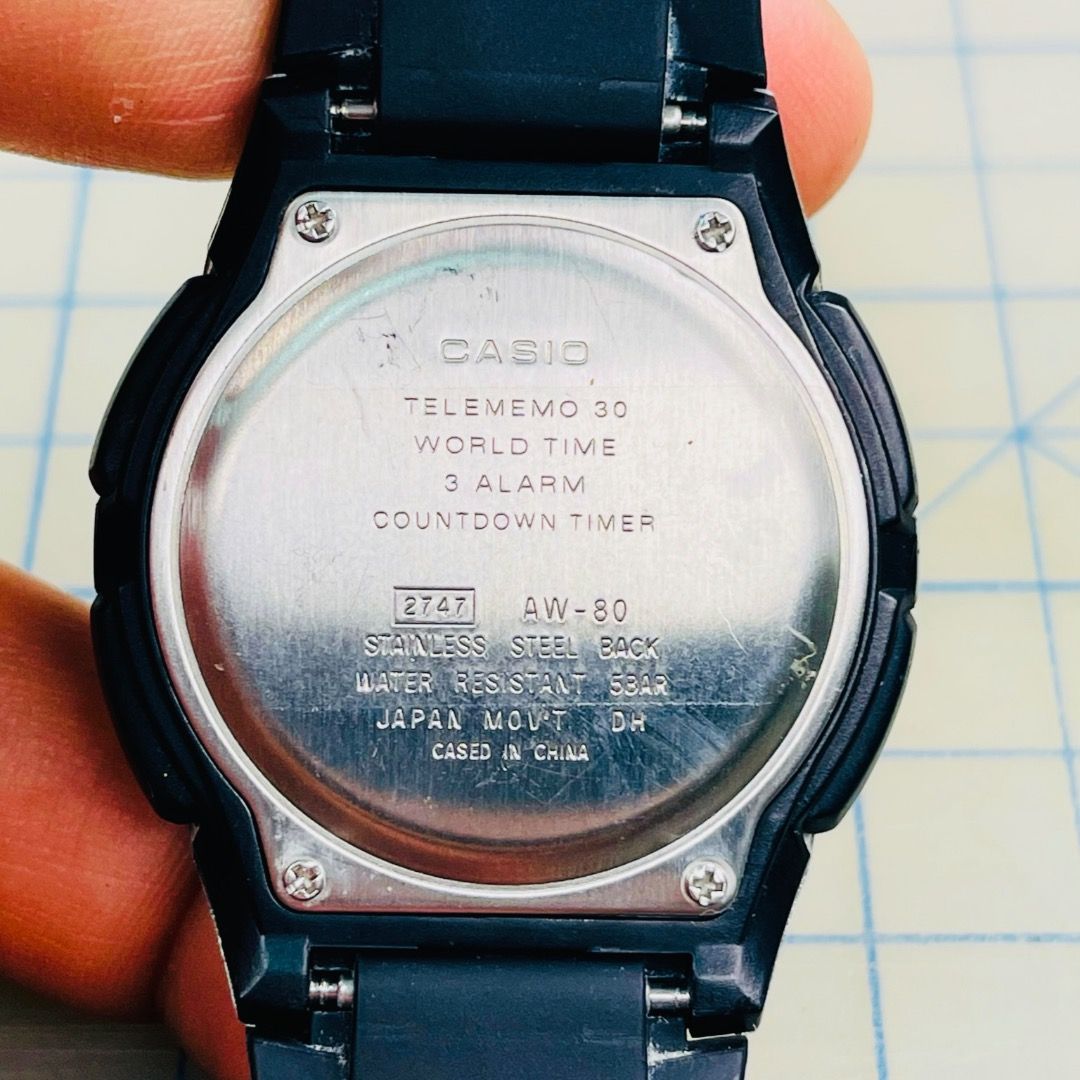 CASIO
TELEMEMO 30
WORLD TIME
3 ALARM
COUNTDOWN TIMER
2747 AW-80
STAINLESS STEEL BACK
WATER RESISTANT 5BAR
JAPAN MOV'T DH
CASED IN CHINA